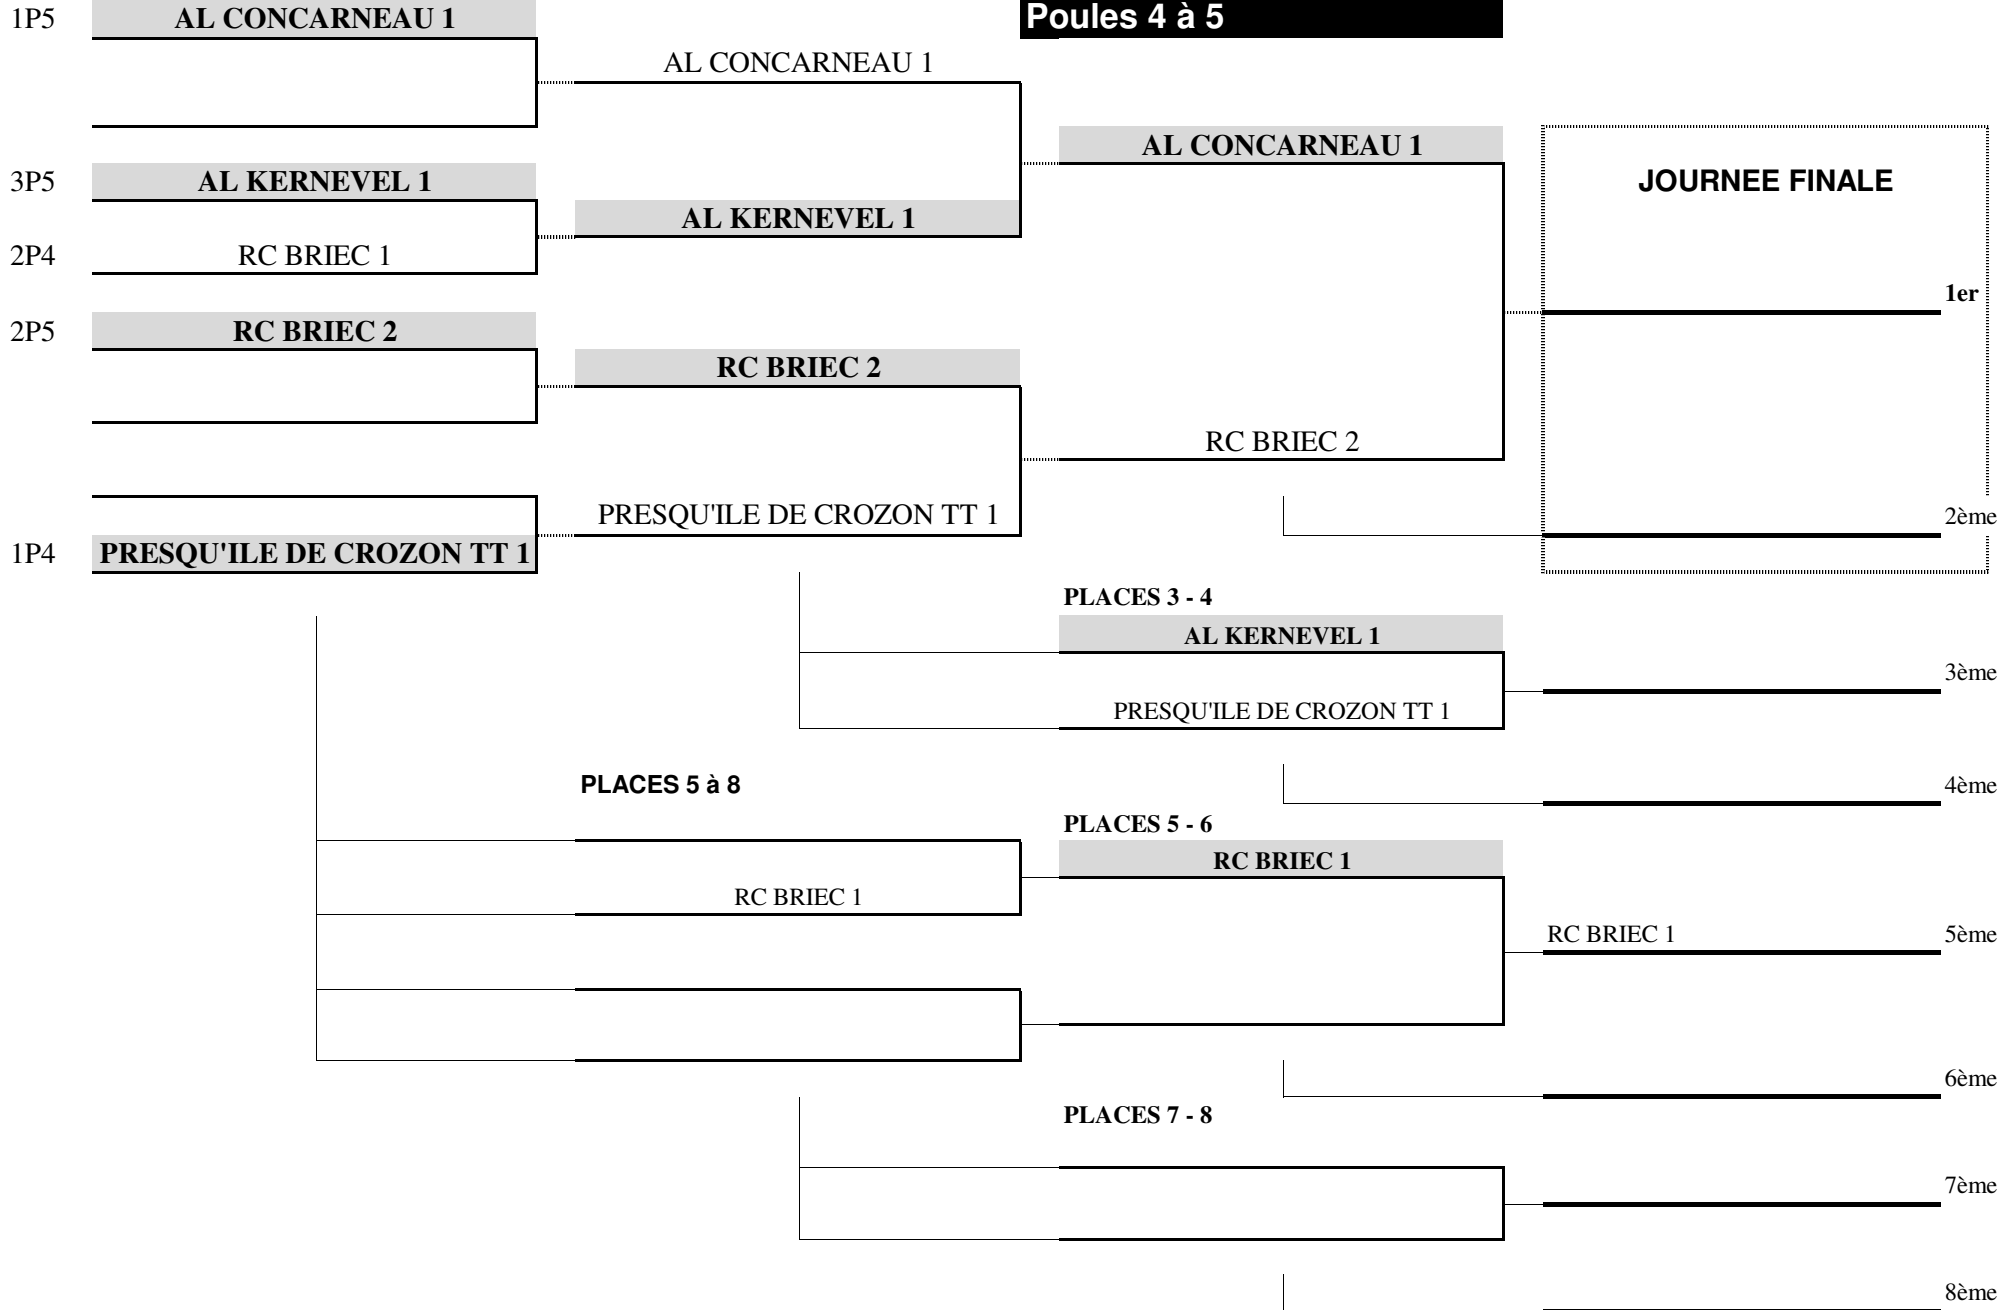 1P5 AL CONCARNEAU 1
Poules 4 à 5
AL CONCARNEAU 1
AL CONCARNEAU 1
3P5 AL KERNEVEL 1
JOURNEE FINALE
AL KERNEVEL 1
2P4 RC BRIEC 1
1er
2P5 RC BRIEC 2
RC BRIEC 2
RC BRIEC 2
PRESQU'ILE DE CROZON TT 1
2ème
1P4 PRESQU'ILE DE CROZON TT 1
PLACES 3 - 4
AL KERNEVEL 1
3ème
PRESQU'ILE DE CROZON TT 1
PLACES 5 à 8
4ème
PLACES 5 - 6
RC BRIEC 1
RC BRIEC 1
RC BRIEC 1 5ème
6ème
PLACES 7 - 8
7ème
8ème